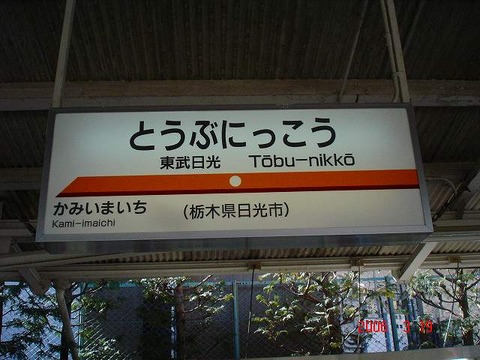 とうぶにっこう
東武日光 Tōbu-nikkō
かみいまいち
Kami-imaichi
(栃木県日光市)